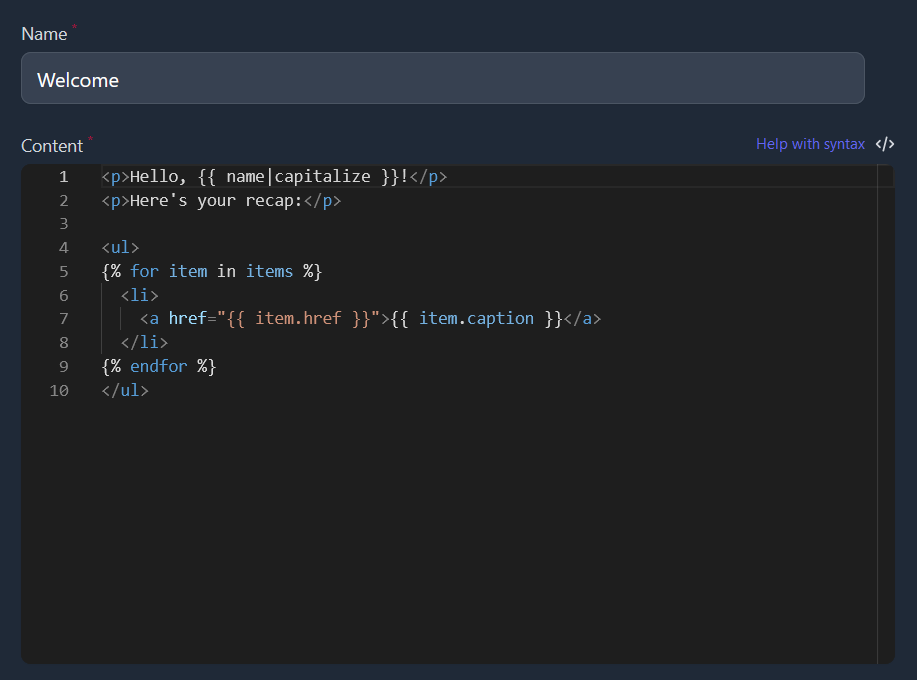 Name *
Welcome
Content *
Help with syntax </>
1 <p>Hello, {{ name|capitalize }}!</p>
2 <p>Here's your recap:</p>
3
4 <ul>
5 {% for item in items %}
6   <li>
7     <a href="{{ item.href }}">{{ item.caption }}</a>
8   </li>
9 {% endfor %}
10 </ul>